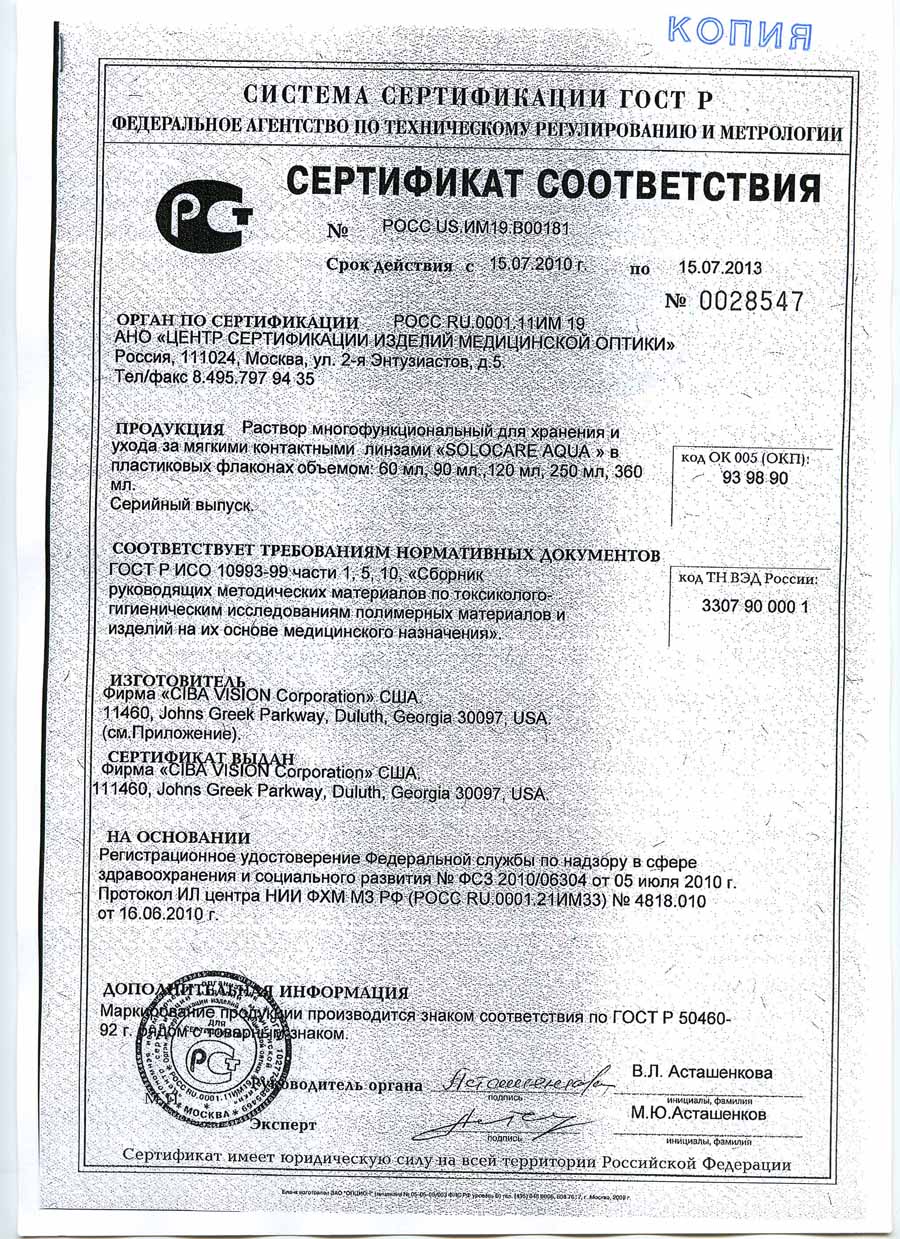 КОПИЯ
СИСТЕМА СЕРТИФИКАЦИИ ГОСТ Р
ФЕДЕРАЛЬНОЕ АГЕНТСТВО ПО ТЕХНИЧЕСКОМУ РЕГУЛИРОВАНИЮ И МЕТРОЛОГИИ
СЕРТИФИКАТ СООТВЕТСТВИЯ
№ РОСС US.ИМ19.В00181
Срок действия с 15.07.2010 г. по 15.07.2013
№ 0028547
ОРГАН ПО СЕРТИФИКАЦИИ РОСС RU.0001.11ИМ 19
АНО «ЦЕНТР СЕРТИФИКАЦИИ ИЗДЕЛИЙ МЕДИЦИНСКОЙ ОПТИКИ»
Россия, 111024, Москва, ул. 2-я Энтузиастов, д.5.
Тел/факс 8.495.797 94 35
ПРОДУКЦИЯ Раствор многофункциональный для хранения и
ухода за мягкими контактными линзами «SOLOCARE AQUA » в
пластиковых флаконах объемом: 60 мл, 90 мл.,120 мл, 250 мл, 360
мл.
Серийный выпуск.
код ОК 005 (ОКП):
93 98 90
СООТВЕТСТВУЕТ ТРЕБОВАНИЯМ НОРМАТИВНЫХ ДОКУМЕНТОВ
ГОСТ Р ИСО 10993-99 части 1, 5, 10, «Сборник
руководящих методических материалов по токсиколого-
гигиеническим исследованиям полимерных материалов и
изделий на их основе медицинского назначения».
код ТН ВЭД России:
3307 90 000 1
ИЗГОТОВИТЕЛЬ
Фирма «CIBA VISION Corporation» США.
11460, Johns Greek Parkway, Duluth, Georgia 30097, USA.
(см.Приложение).
СЕРТИФИКАТ ВЫДАН
Фирма «CIBA VISION Corporation» США.
111460, Johns Greek Parkway, Duluth, Georgia 30097, USA.
НА ОСНОВАНИИ
Регистрационное удостоверение Федеральной службы по надзору в сфере
здравоохранения и социального развития № ФСЗ 2010/06304 от 05 июля 2010 г.
Протокол ИЛ центра НИИ ФХМ МЗ РФ (РОСС RU.0001.21ИМ33) № 4818.010
от 16.06.2010 г.
ДОПОЛНИТЕЛЬНАЯ ИНФОРМАЦИЯ
Маркирование продукции производится знаком соответствия по ГОСТ Р 50460-
92 г. рядом с товарным знаком.
РОСС RU.0001.11ИМ19
МОСКВА
Руководитель органа
подпись
В.Л. Асташенкова
инициалы, фамилия
Эксперт
подпись
М.Ю.Асташенков
инициалы, фамилия
Сертификат имеет юридическую силу на всей территории Российской Федерации